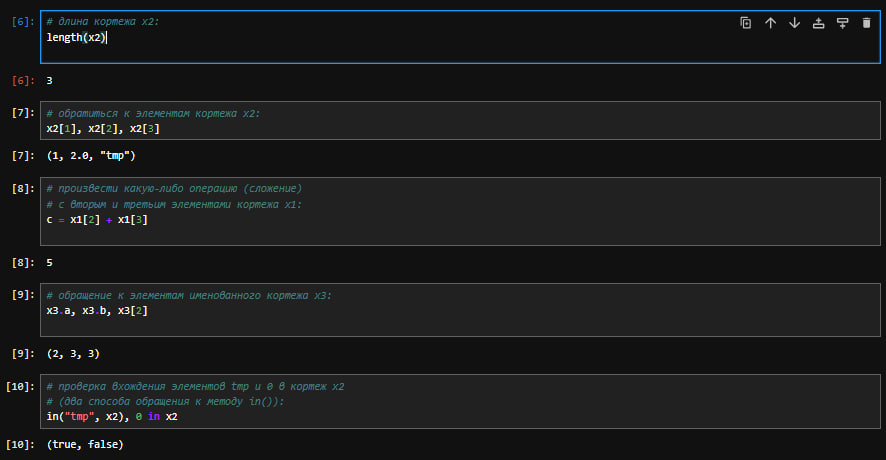 [6]: # длина кортежа x2:
length(x2)
[6]: 3
[7]: # обратиться к элементам кортежа x2:
x2[1], x2[2], x2[3]
[7]: (1, 2.0, "tmp")
[8]: # произвести какую-либо операцию (сложение)
# с вторым и третьим элементами кортежа x1:
c = x1[2] + x1[3]
[8]: 5
[9]: # обращение к элементам именованного кортежа x3:
x3.a, x3.b, x3[2]
[9]: (2, 3, 3)
[10]: # проверка вхождения элементов tmp и 0 в кортеж x2
# (два способа обращения к методу in()):
in("tmp", x2), 0 in x2
[10]: (true, false)